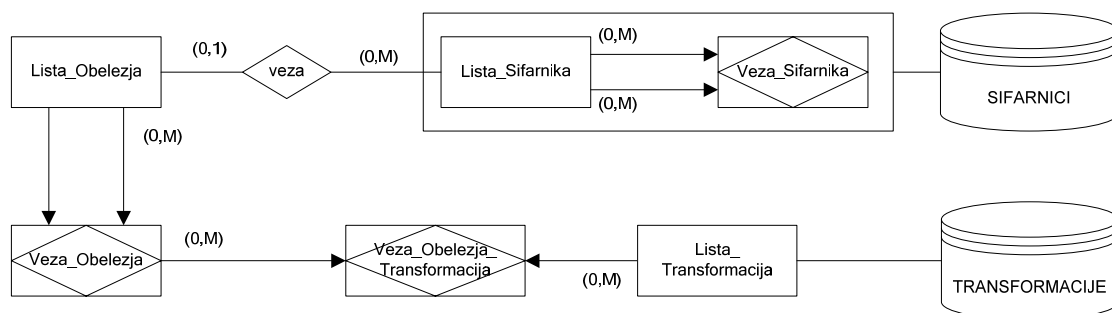 Lista_Obelezja
(0,1)
veza
(0,M)
Lista_Sifarnika
(0,M)
(0,M)
Veza_Sifarnika
SIFARNICI
(0,M)
Veza_Obelezja
(0,M)
Veza_Obelezja_
Transformacija
(0,M)
Lista_
Transformacija
TRANSFORMACIJE